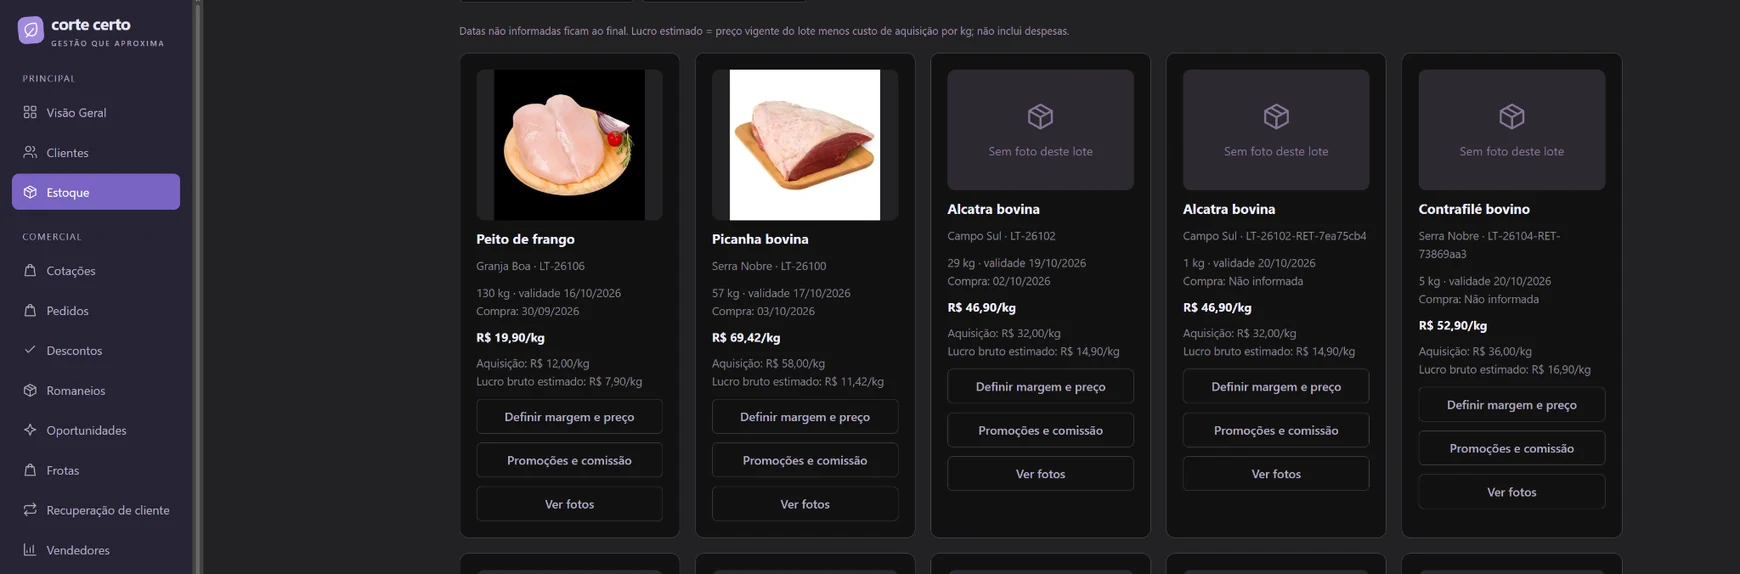 corte certo
GESTÃO QUE APROXIMA
PRINCIPAL
Visão Geral
Clientes
Estoque
COMERCIAL
Cotações
Pedidos
Descontos
Romaneios
Oportunidades
Frotas
Recuperação de cliente
Vendedores
Datas não informadas ficam ao final. Lucro estimado = preço vigente do lote menos custo de aquisição por kg; não inclui despesas.
Peito de frango
Granja Boa · LT-26106
130 kg · validade 16/10/2026
Compra: 30/09/2026
R$ 19,90/kg
Aquisição: R$ 12,00/kg
Lucro bruto estimado: R$ 7,90/kg
Definir margem e preço
Promoções e comissão
Ver fotos
Picanha bovina
Serra Nobre · LT-26100
57 kg · validade 17/10/2026
Compra: 03/10/2026
R$ 69,42/kg
Aquisição: R$ 58,00/kg
Lucro bruto estimado: R$ 11,42/kg
Definir margem e preço
Promoções e comissão
Ver fotos
Sem foto deste lote
Alcatra bovina
Campo Sul · LT-26102
29 kg · validade 19/10/2026
Compra: 02/10/2026
R$ 46,90/kg
Aquisição: R$ 32,00/kg
Lucro bruto estimado: R$ 14,90/kg
Definir margem e preço
Promoções e comissão
Ver fotos
Sem foto deste lote
Alcatra bovina
Campo Sul · LT-26102-RET-7ea75cb4
1 kg · validade 20/10/2026
Compra: Não informada
R$ 46,90/kg
Aquisição: R$ 32,00/kg
Lucro bruto estimado: R$ 14,90/kg
Definir margem e preço
Promoções e comissão
Ver fotos
Sem foto deste lote
Contrafilé bovino
Serra Nobre · LT-26104-RET-
73869aa3
5 kg · validade 20/10/2026
Compra: Não informada
R$ 52,90/kg
Aquisição: R$ 36,00/kg
Lucro bruto estimado: R$ 16,90/kg
Definir margem e preço
Promoções e comissão
Ver fotos